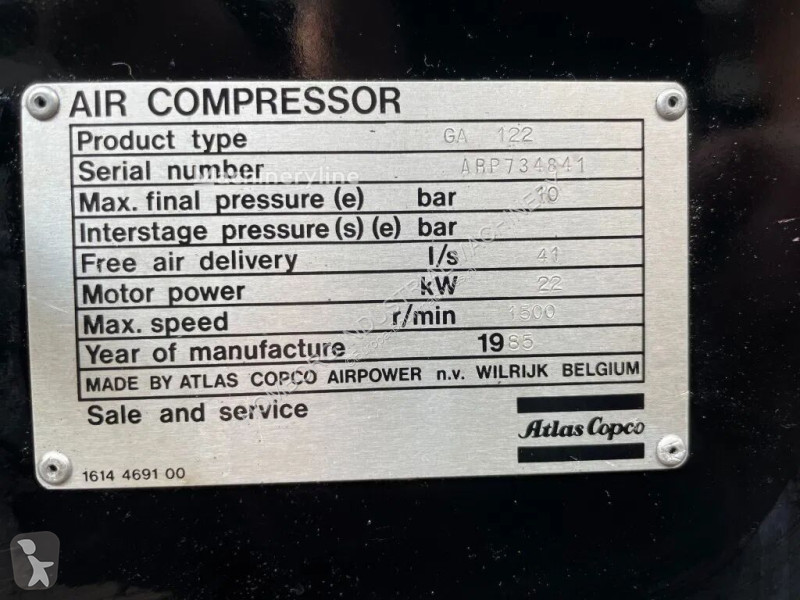 AIR COMPRESSOR
Product type GA 122
Serial number ARP734841
Max. final pressure (e) bar 10
Interstage pressure(s) (e) bar
Free air delivery l/s 41
Motor power kW 22
Max. speed r/min 1500
Year of manufacture 1985
MADE BY ATLAS COPCO AIRPOWER n.v. WILRIJK BELGIUM
Sale and service
Atlas Copco
1614 4691 00
machineryline